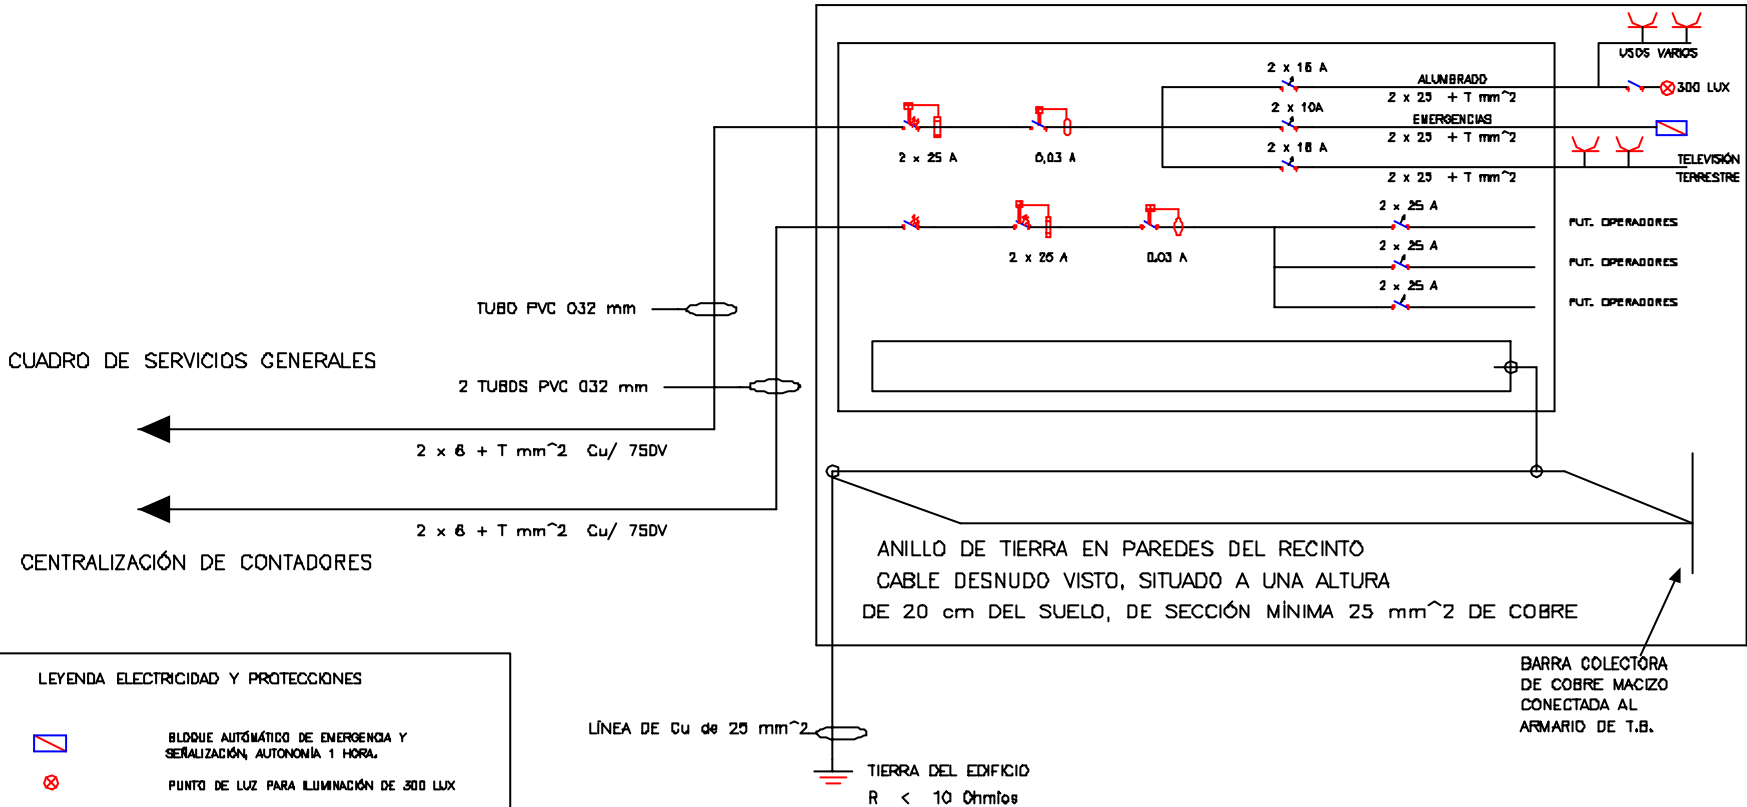 USOS VARIOS
2 x 16 A
ALUMBRADO
300 LUX
2 x 25 + T mm^2
2 x 10A
EMERGENCIAS
2 x 25 + T mm^2
2 x 16 A
2 x 25 A
0,03 A
TELEVISIÓN
TERRESTRE
2 x 25 + T mm^2
2 x 25 A
FUT. OPERADORES
2 x 25 A
2 x 25 A
0,03 A
FUT. OPERADORES
2 x 25 A
FUT. OPERADORES
TUBO PVC 032 mm
CUADRO DE SERVICIOS GENERALES
2 TUBOS PVC 032 mm
2 x 6 + T mm^2 Cu/ 750V
2 x 6 + T mm^2 Cu/ 750V
CENTRALIZACIÓN DE CONTADORES
ANILLO DE TIERRA EN PAREDES DEL RECINTO
CABLE DESNUDO VISTO, SITUADO A UNA ALTURA
DE 20 cm DEL SUELO, DE SECCIÓN MÍNIMA 25 mm^2 DE COBRE
BARRA COLECTORA
DE COBRE MACIZO
CONECTADA AL
ARMARIO DE T.B.
LEYENDA ELECTRICIDAD Y PROTECCIONES
BLOQUE AUTOMÁTICO DE EMERGENCIA Y
SEÑALIZACIÓN, AUTONOMÍA 1 HORA.
PUNTO DE LUZ PARA ILUMINACIÓN DE 300 LUX
LÍNEA DE Cu de 25 mm^2
TIERRA DEL EDIFICIO
R < 10 Ohmios